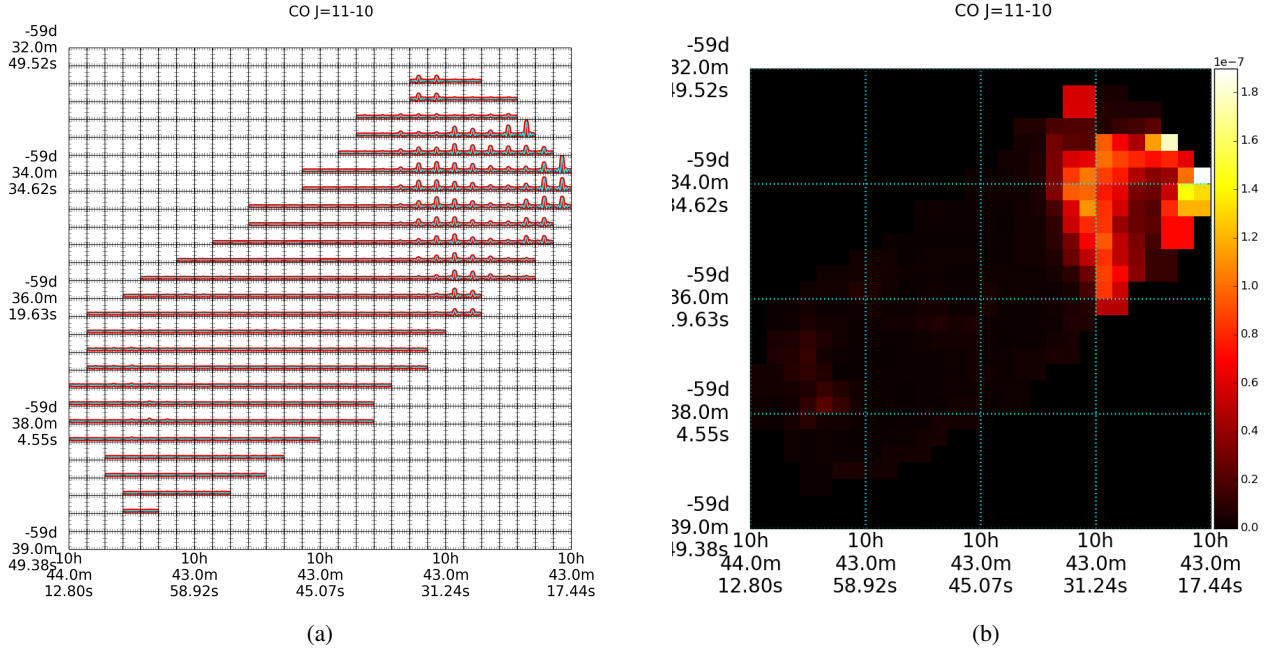 CO J=11-10
-59d
32.0m
49.52s
-59d
34.0m
34.62s
-59d
36.0m
19.63s
-59d
38.0m
4.55s
-59d
39.0m
49.38s
10h 10h 10h 10h 10h
44.0m 43.0m 43.0m 43.0m 43.0m
12.80s 58.92s 45.07s 31.24s 17.44s
(a)
CO J=11-10
-59d
32.0m
49.52s
-59d
34.0m
34.62s
-59d
36.0m
19.63s
-59d
38.0m
4.55s
-59d
39.0m
49.38s
10h 10h 10h 10h 10h
44.0m 43.0m 43.0m 43.0m 43.0m
12.80s 58.92s 45.07s 31.24s 17.44s
1e−7
1.8
1.6
1.4
1.2
1.0
0.8
0.6
0.4
0.2
0.0
(b)